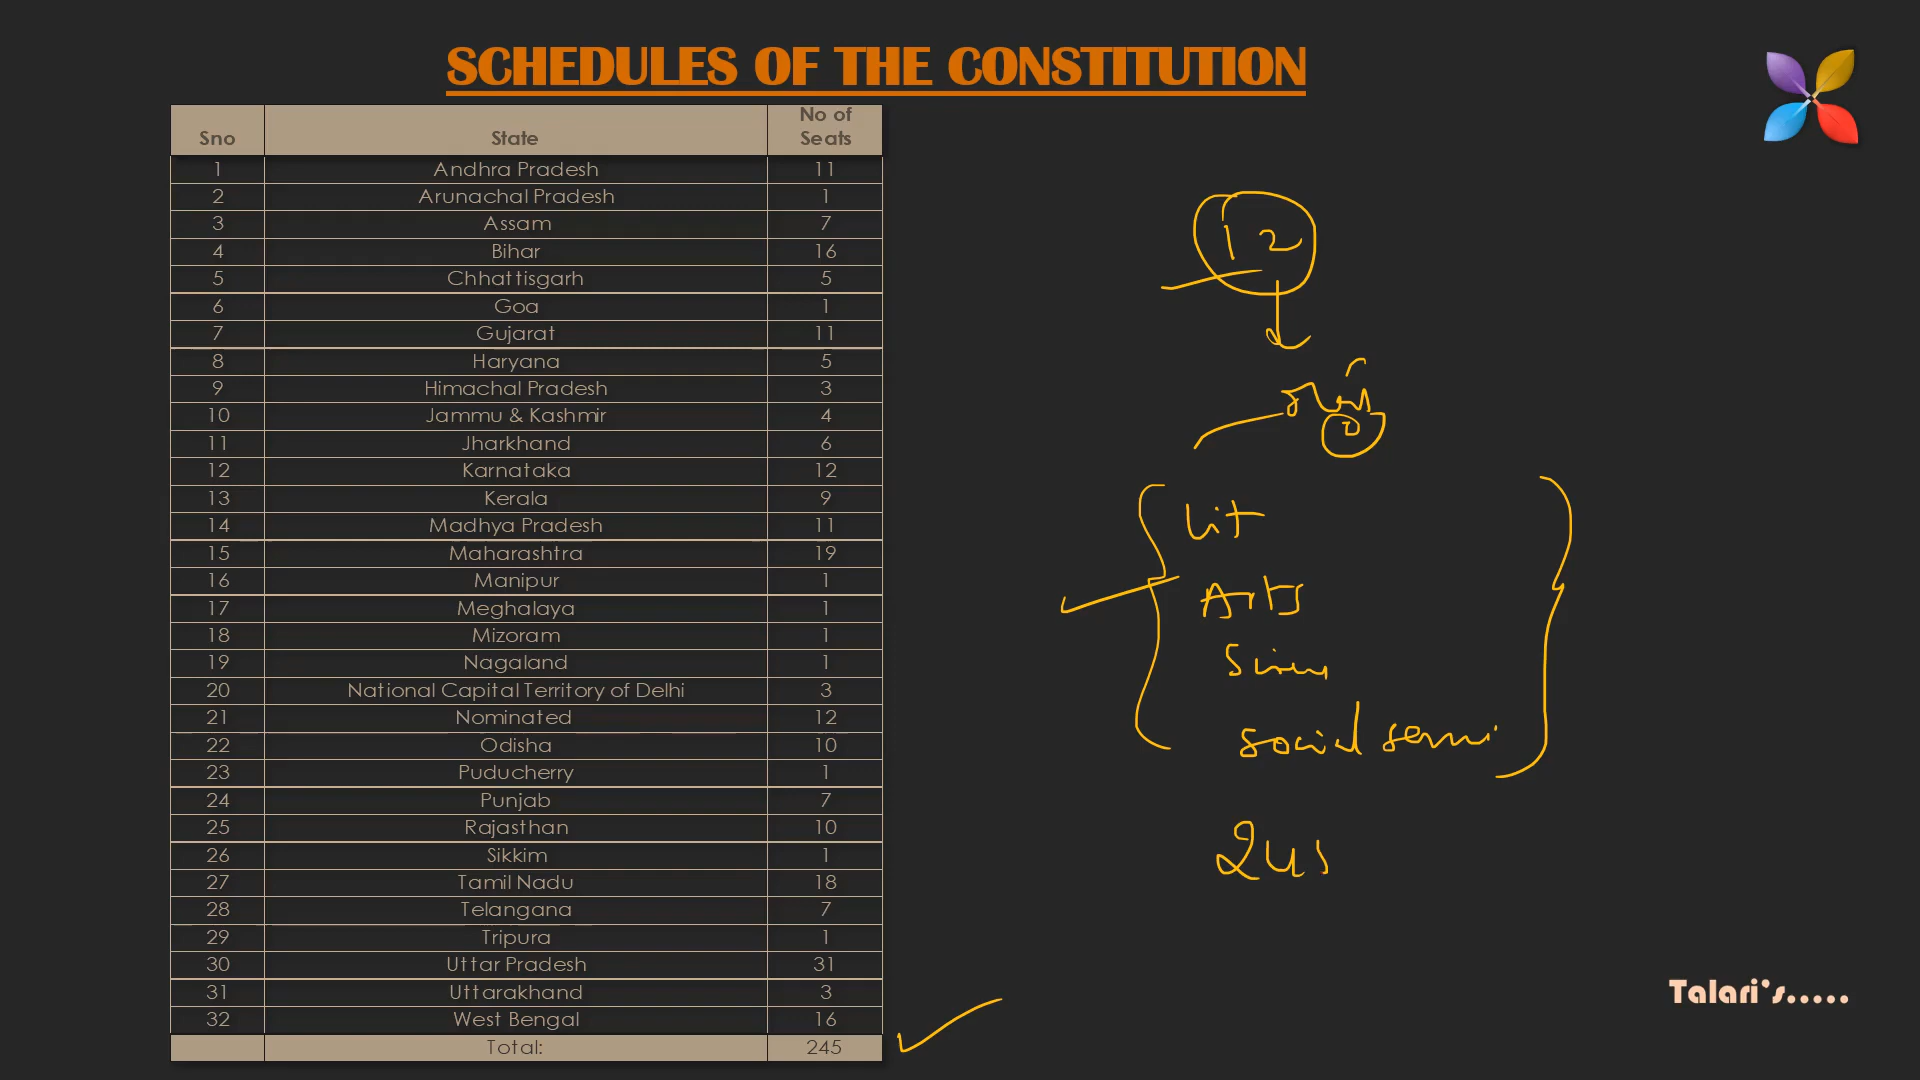 SCHEDULES OF THE CONSTITUTION
Sno State No of Seats
1 Andhra Pradesh 11
2 Arunachal Pradesh 1
3 Assam 7
4 Bihar 16
5 Chhattisgarh 5
6 Goa 1
7 Gujarat 11
8 Haryana 5
9 Himachal Pradesh 3
10 Jammu & Kashmir 4
11 Jharkhand 6
12 Karnataka 12
13 Kerala 9
14 Madhya Pradesh 11
15 Maharashtra 19
16 Manipur 1
17 Meghalaya 1
18 Mizoram 1
19 Nagaland 1
20 National Capital Territory of Delhi 3
21 Nominated 12
22 Odisha 10
23 Puducherry 1
24 Punjab 7
25 Rajasthan 10
26 Sikkim 1
27 Tamil Nadu 18
28 Telangana 7
29 Tripura 1
30 Uttar Pradesh 31
31 Uttarakhand 3
32 West Bengal 16
Total: 245
12
Lit
Arts
social
Talari's.....